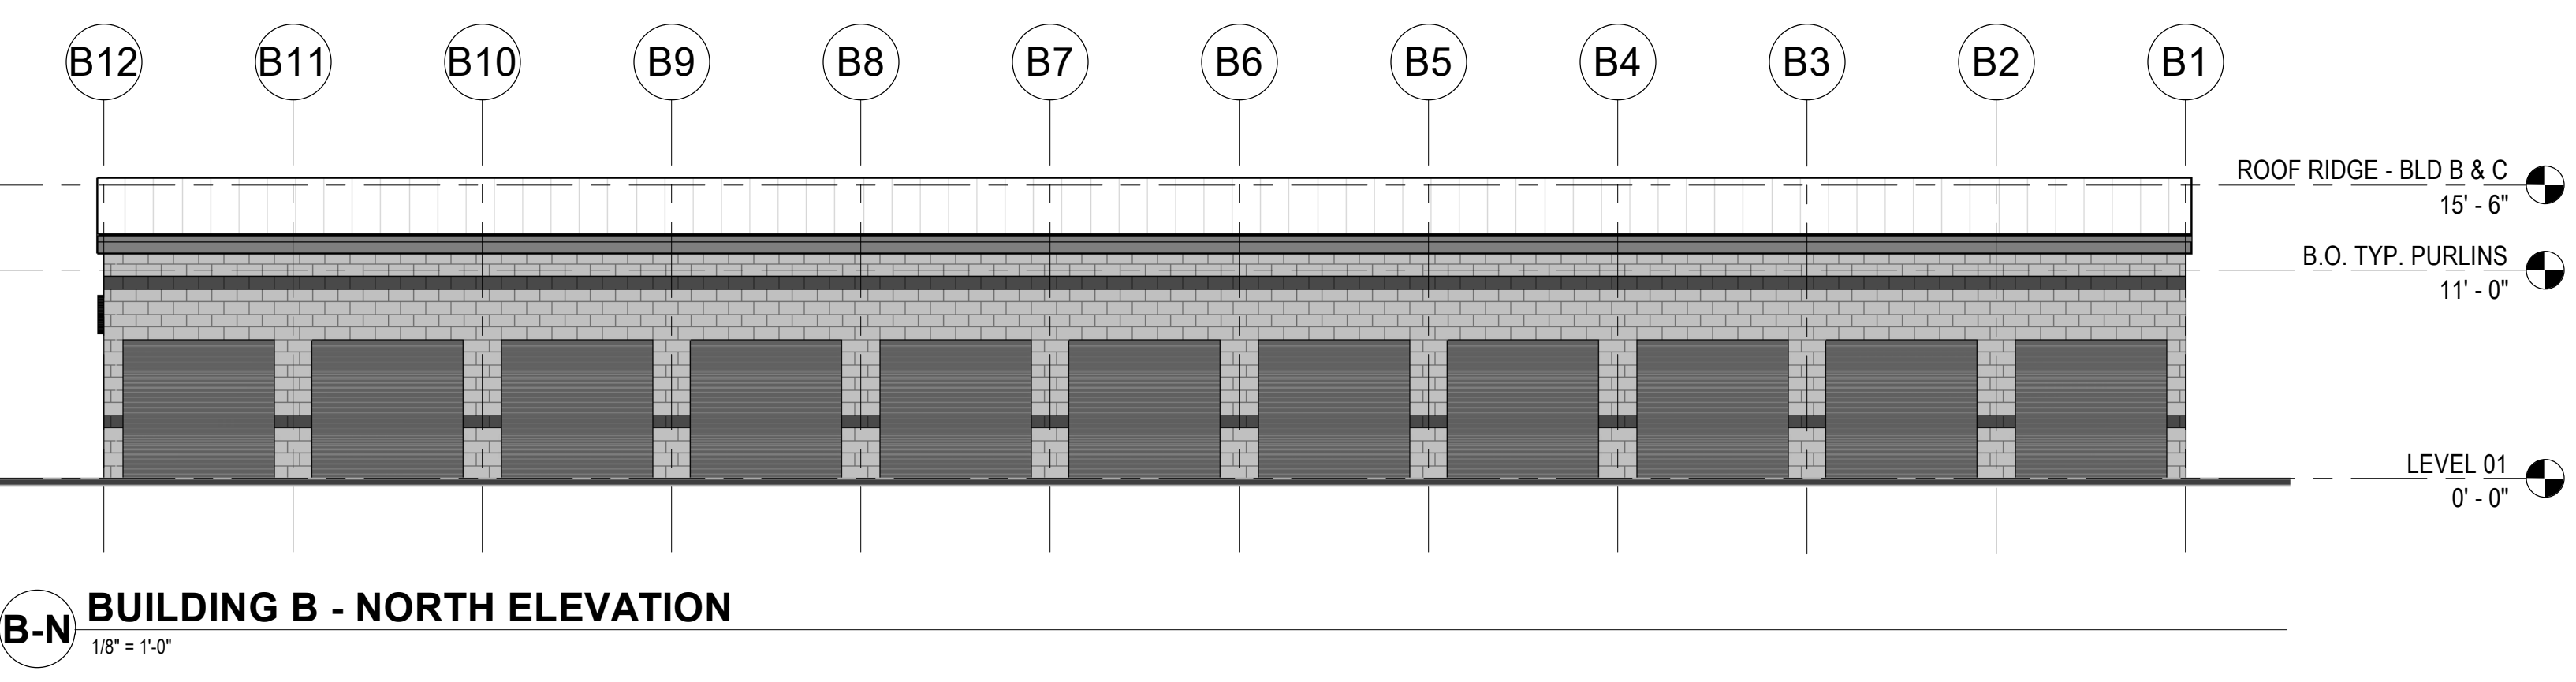 B12 B11 B10 B9 B8 B7 B6 B5 B4 B3 B2 B1
ROOF RIDGE - BLD B & C
15' - 6"
B.O. TYP. PURLINS
11' - 0"
LEVEL 01
0' - 0"
B-N BUILDING B - NORTH ELEVATION
1/8" = 1'-0"